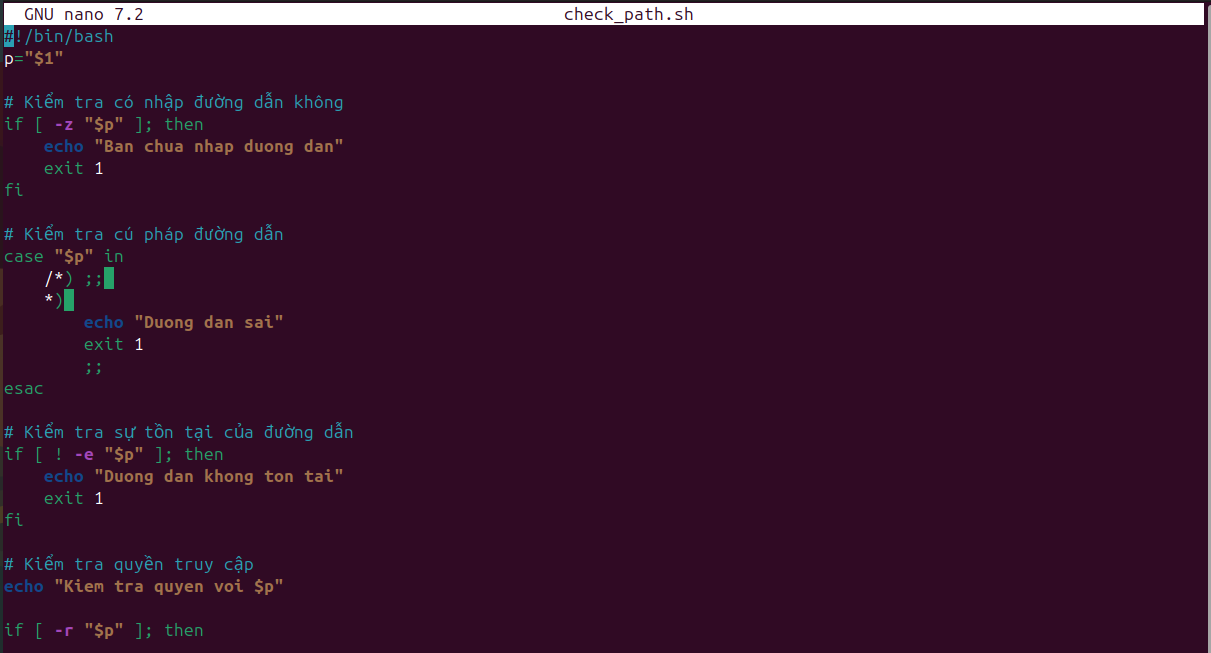 GNU nano 7.2 check_path.sh
#!/bin/bash
p="$1"

# Kiểm tra có nhập đường dẫn không
if [ -z "$p" ]; then
    echo "Ban chua nhap duong dan"
    exit 1
fi

# Kiểm tra cú pháp đường dẫn
case "$p" in
    /*) ;;
    *)
        echo "Duong dan sai"
        exit 1
        ;;
esac

# Kiểm tra sự tồn tại của đường dẫn
if [ ! -e "$p" ]; then
    echo "Duong dan khong ton tai"
    exit 1
fi

# Kiểm tra quyền truy cập
echo "Kiem tra quyen voi $p"

if [ -r "$p" ]; then